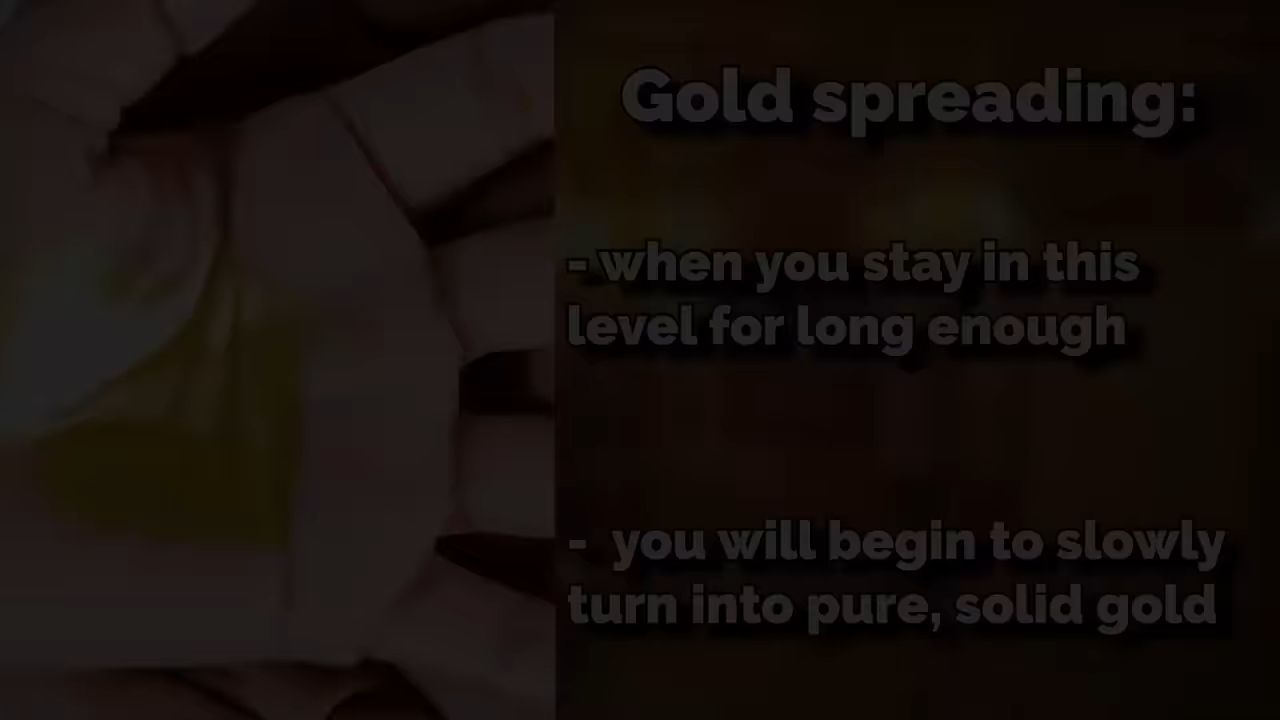 Gold spreading:
- when you stay in this
level for long enough
- you will begin to slowly
turn into pure, solid gold